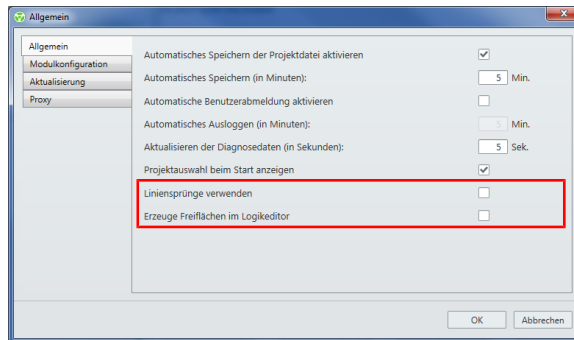 Allgemein
Allgemein
Modulkonfiguration
Aktualisierung
Proxy
Automatisches Speichern der Projektdatei aktivieren
Automatisches Speichern (in Minuten): 5 Min.
Automatische Benutzerabmeldung aktivieren
Automatisches Ausloggen (in Minuten): 5 Min.
Aktualisieren der Diagnosedaten (in Sekunden): 5 Sek.
Projektauswahl beim Start anzeigen
Liniensprünge verwenden
Erzeuge Freiflächen im Logikeditor
OK Abbrechen